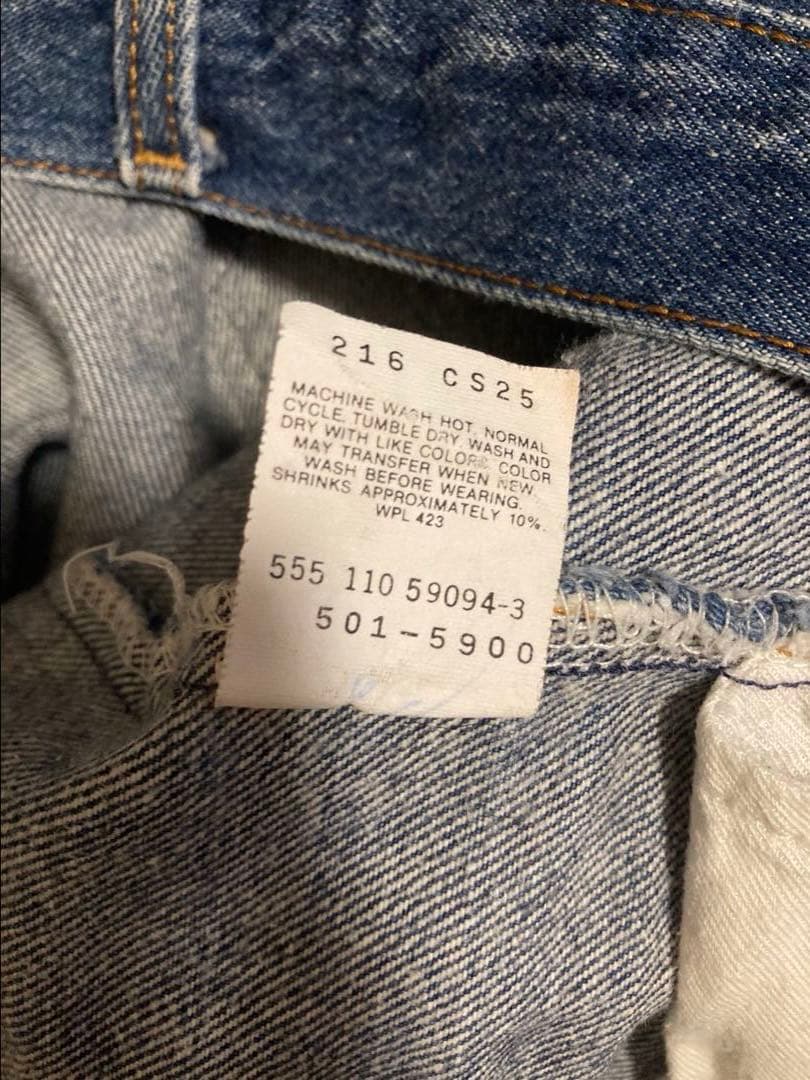 216 CS25
MACHINE WASH HOT, NORMAL
CYCLE. TUMBLE DRY. WASH AND
DRY WITH LIKE COLORS. COLOR
MAY TRANSFER WHEN NEW.
WASH BEFORE WEARING.
SHRINKS APPROXIMATELY 10%.
WPL 423
555 110 59094-3
501-5900